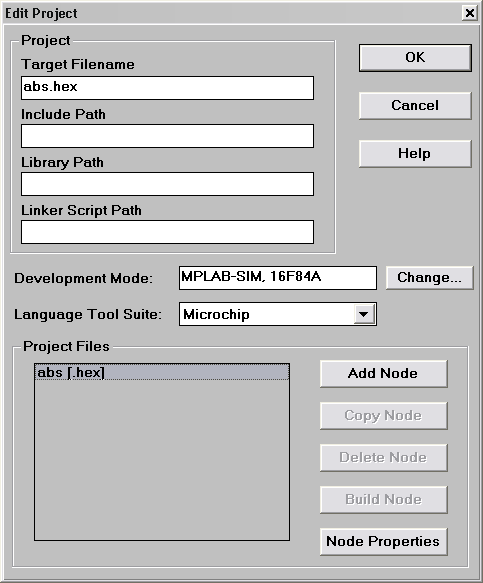 Edit Project
Project
Target Filename
abs.hex
Include Path
Library Path
Linker Script Path
OK
Cancel
Help
Development Mode:
MPLAB-SIM, 16F84A
Change...
Language Tool Suite:
Microchip
Project Files
abs [.hex]
Add Node
Copy Node
Delete Node
Build Node
Node Properties